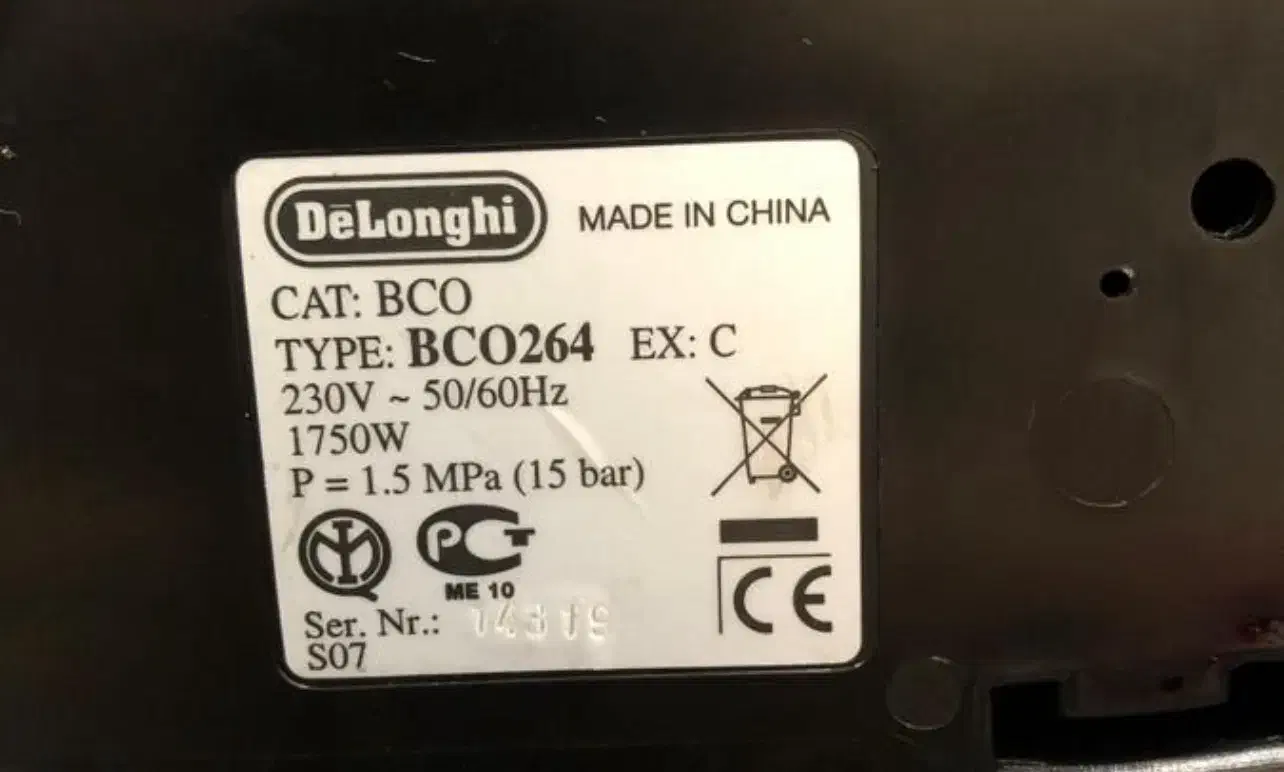 DēLonghi MADE IN CHINA
CAT: BCO
TYPE: BCO264 EX: C
230V ~ 50/60Hz
1750W
P = 1.5 MPa (15 bar)
PCT
ME 10
CE
Ser. Nr.:
S07